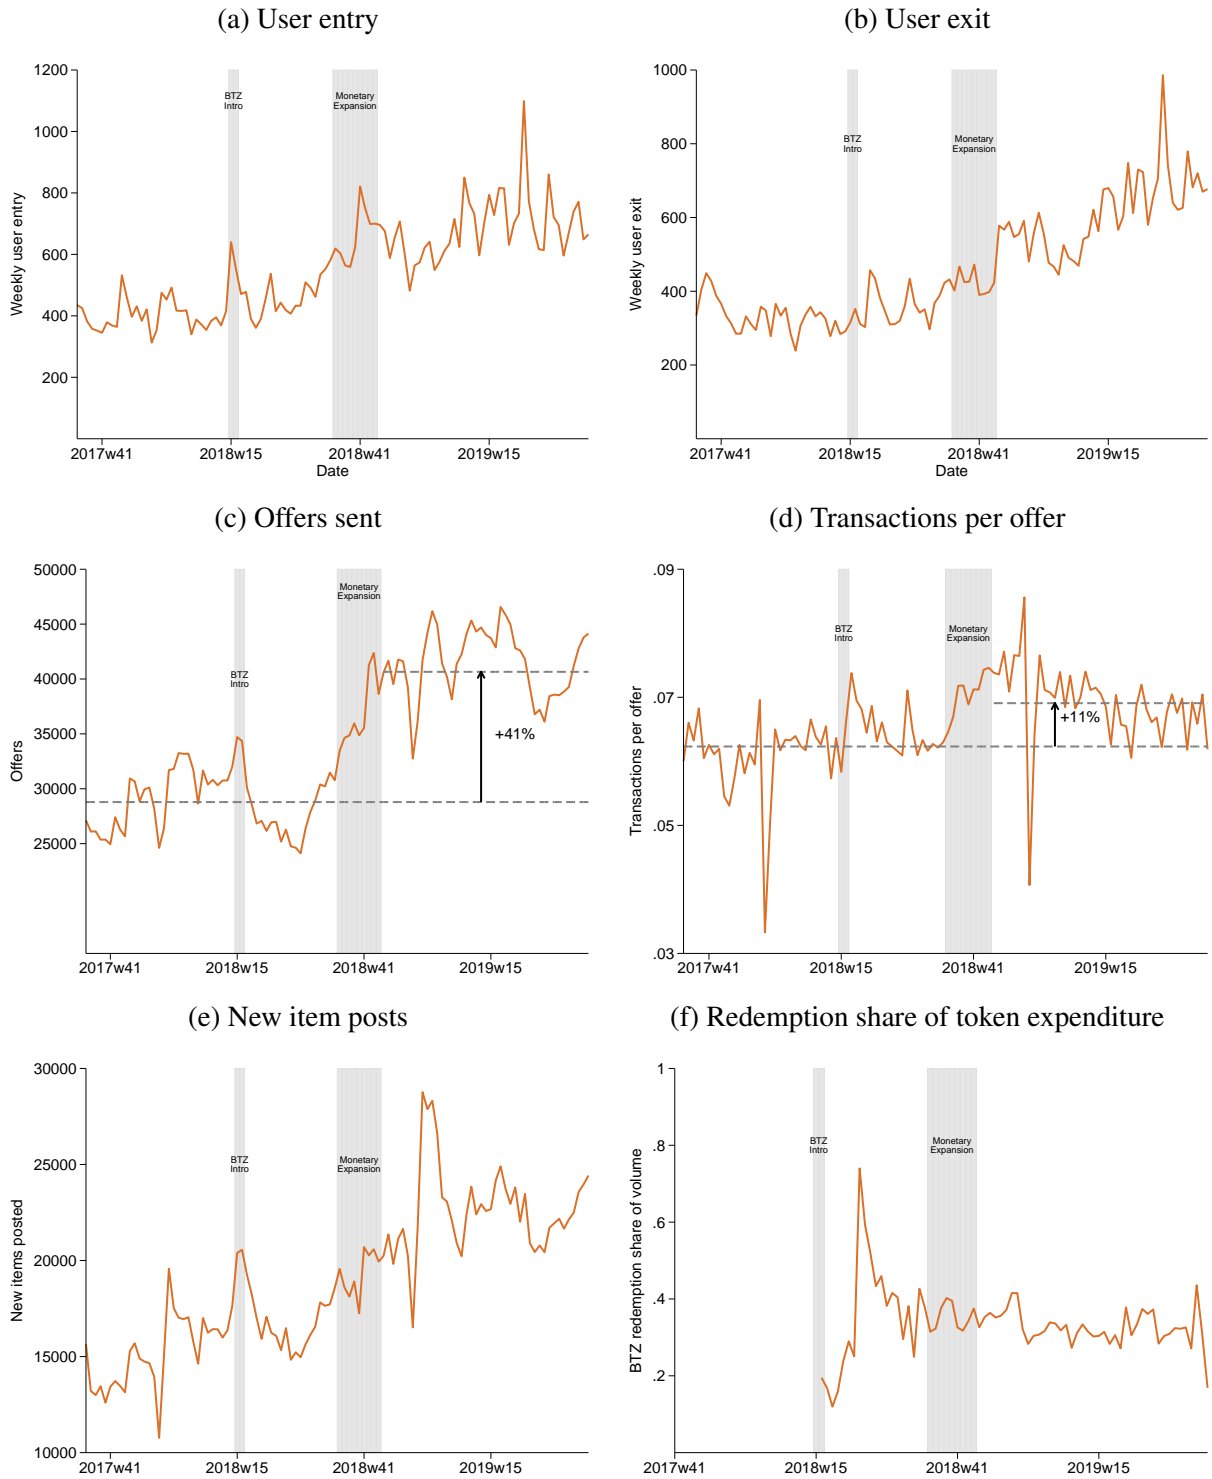 (a) User entry
(b) User exit
1200
1000
800
600
400
200
Weekly user entry
BTZ
Intro
Monetary
Expansion
2017w41
2018w15
2018w41
2019w15
Date
1000
800
600
400
200
Weekly user exit
BTZ
Intro
Monetary
Expansion
2017w41
2018w15
2018w41
2019w15
Date
(c) Offers sent
(d) Transactions per offer
50000
45000
40000
35000
30000
25000
Offers
BTZ
Intro
Monetary
Expansion
+41%
2017w41
2018w15
2018w41
2019w15
.09
.07
.05
.03
Transactions per offer
BTZ
Intro
Monetary
Expansion
+11%
2017w41
2018w15
2018w41
2019w15
(e) New item posts
(f) Redemption share of token expenditure
30000
25000
20000
15000
10000
New items posted
BTZ
Intro
Monetary
Expansion
2017w41
2018w15
2018w41
2019w15
1
.8
.6
.4
.2
BTZ redemption share of volume
BTZ
Intro
Monetary
Expansion
2017w41
2018w15
2018w41
2019w15